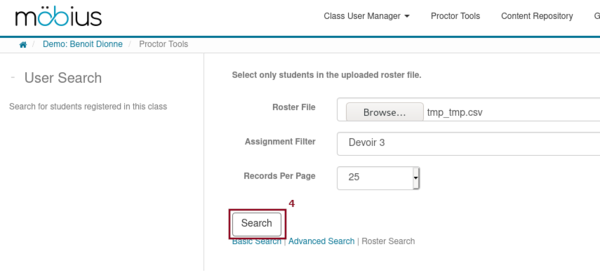 möbius
Class User Manager Proctor Tools Content Repository G
Demo: Benoit Dionne / Proctor Tools
User Search
Search for students registered in this class
Select only students in the uploaded roster file.
Roster File Browse... tmp_tmp.csv
Assignment Filter Devoir 3
Records Per Page 25
4
Search
Basic Search | Advanced Search | Roster Search